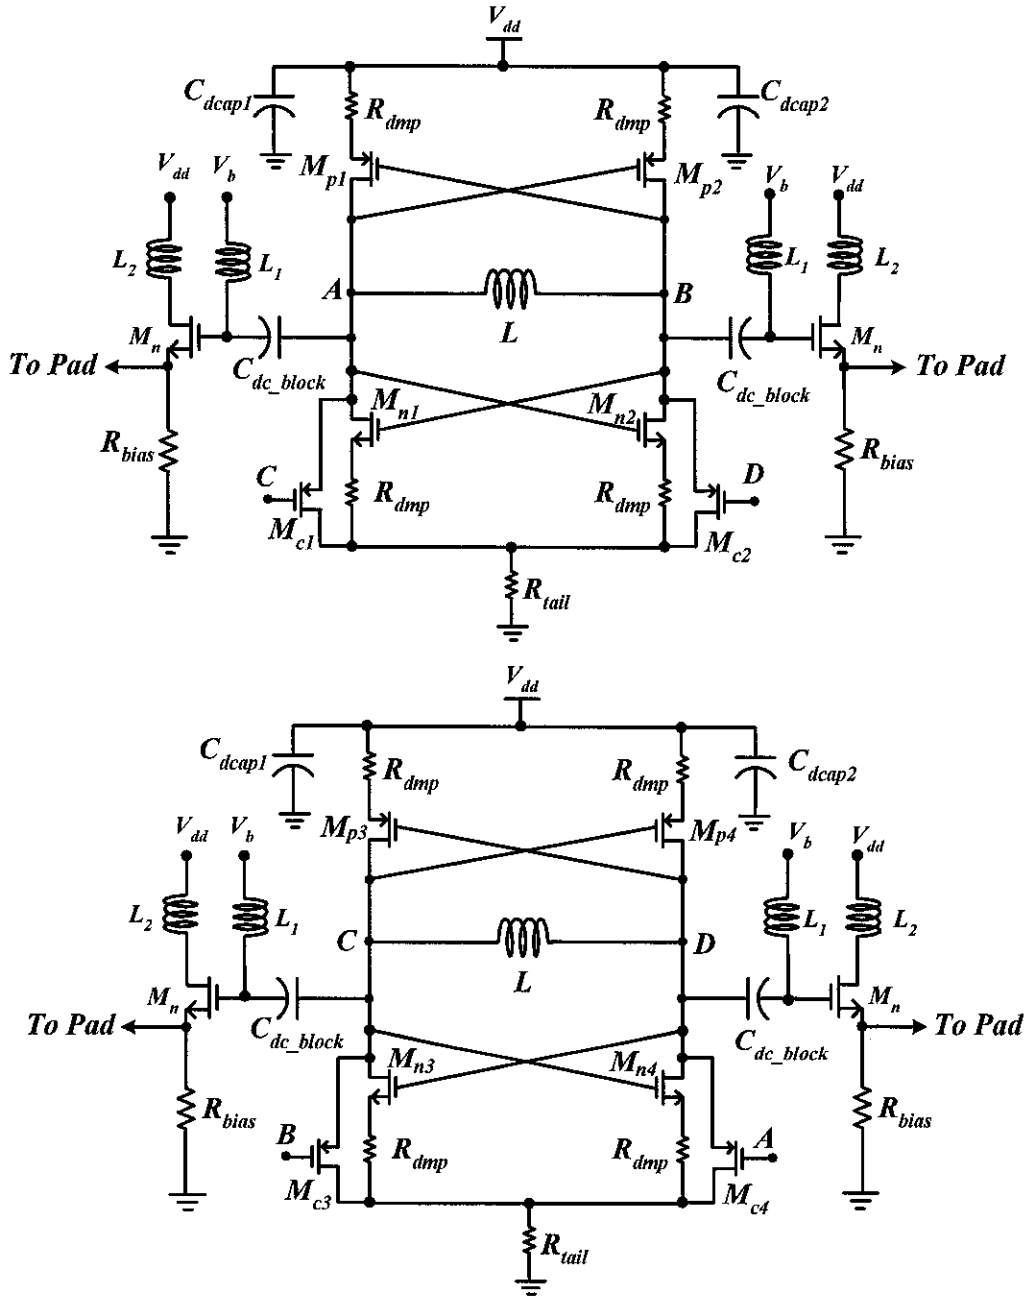 V_dd
C_dcap1
R_dmp
R_dmp
C_dcap2
M_p1
M_p2
V_dd
V_b
V_b
V_dd
L_2
L_1
A
L
B
L_1
L_2
M_n
M_n
To Pad
C_dc_block
C_dc_block
To Pad
M_n1
M_n2
R_bias
R_bias
C
R_dmp
R_dmp
D
M_c1
M_c2
R_tail
V_dd
C_dcap1
R_dmp
R_dmp
C_dcap2
M_p3
M_p4
V_dd
V_b
V_b
V_dd
L_2
L_1
C
L
D
L_1
L_2
M_n
M_n
To Pad
C_dc_block
C_dc_block
To Pad
M_n3
M_n4
R_bias
R_bias
B
R_dmp
R_dmp
A
M_c3
M_c4
R_tail